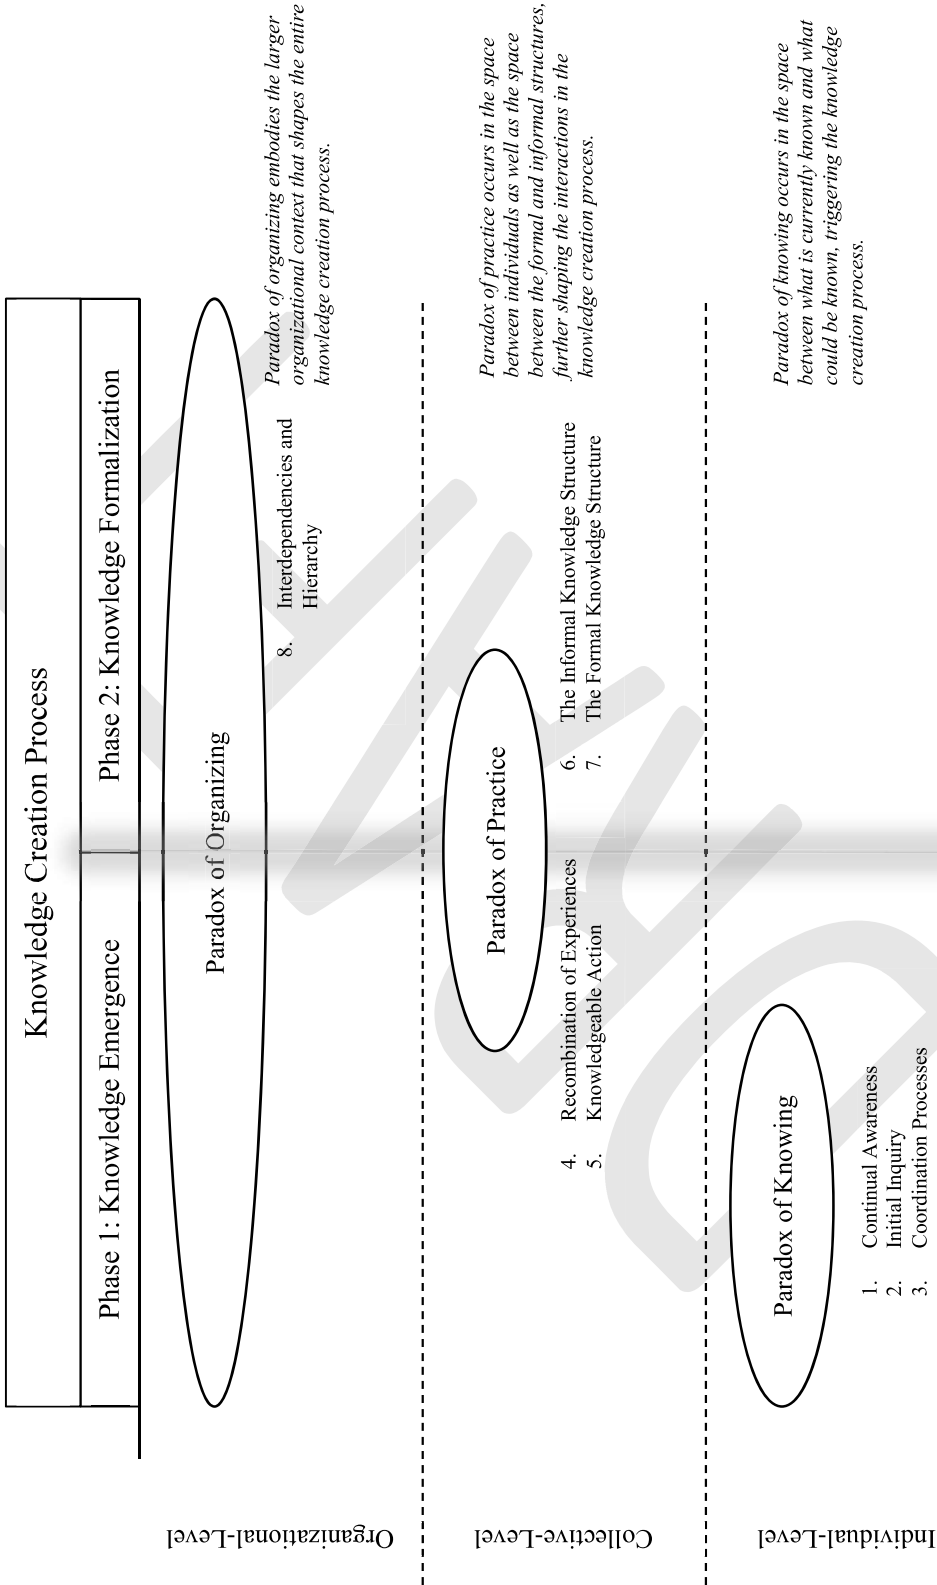 Knowledge Creation Process
Phase 1: Knowledge Emergence
Phase 2: Knowledge Formalization
Organizational-Level
Paradox of Organizing
8. Interdependencies and
Hierarchy
Paradox of organizing embodies the larger
organizational context that shapes the entire
knowledge creation process.
Collective-Level
Paradox of Practice
4. Recombination of Experiences
5. Knowledgeable Action
6. The Informal Knowledge Structure
7. The Formal Knowledge Structure
Paradox of practice occurs in the space
between individuals as well as the space
between the formal and informal structures,
further shaping the interactions in the
knowledge creation process.
Individual-Level
Paradox of Knowing
1. Continual Awareness
2. Initial Inquiry
3. Coordination Processes
Paradox of knowing occurs in the space
between what is currently known and what
could be known, triggering the knowledge
creation process.
DRAFT